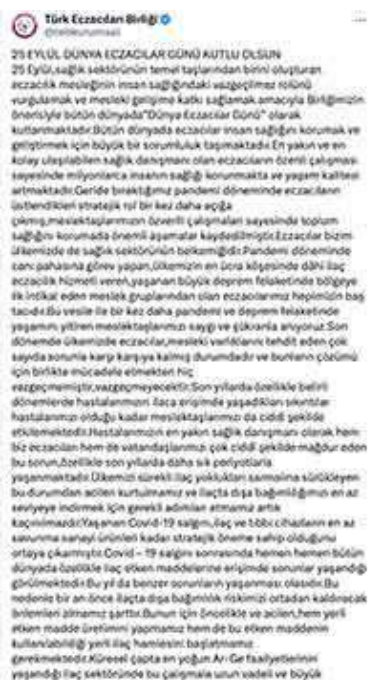 Türk Eczacıları Birliği
@tebkurumsal
25 EYLÜL DÜNYA ECZACILAR GÜNÜ KUTLU OLSUN
25 Eylül,sağlık sektörünün temel taşlarından birini oluşturan
eczacılık mesleğinin insan sağlığındaki vazgeçilmez rolünü
vurgulamak ve mesleki gelişime katkı sağlamak amacıyla Birliğimizin
önerisiyle bütün dünyada"Dünya Eczacılar Günü" olarak
kutlanmaktadır.Bütün dünyada eczacılar insan sağlığını korumak ve
geliştirmek için büyük bir sorumluluk taşımaktadır.En yakın ve en
kolay ulaşılabilen sağlık danışmanı olan eczacıların özenli çalışması
sayesinde milyonlarca insanın sağlığı korunmakta ve yaşam kalitesi
artmaktadır.Geride bıraktığımız pandemi döneminde eczacıların
üstlendikleri stratejik rol bir kez daha açığa
çıkmış,meslektaşlarımızın özverili çalışmaları sayesinde toplum
sağlığını korumada önemli aşamalar kaydedilmiştir.Eczacılar bizim
ülkemizde de sağlık sektörünün belkemiğidir.Pandemi döneminde
canı pahasına görev yapan,ülkemizin en ücra köşesinde dâhi ilaç
eczacılık hizmeti veren,yaşanan büyük deprem felaketinde bölgeye
ilk intikal eden meslek gruplarından olan eczacılarımız hepimizin baş
tacıdır.Bu vesile ile bir kez daha pandemi ve deprem felaketinde
yaşamını yitiren meslektaşlarımızı saygı ve şükranla anıyoruz.Son
dönemde ülkemizde eczacılar,mesleki varlıklarını tehdit eden çok
sayıda sorunla karşı karşıya kalmış durumdadır ve bunların çözümü
için birlikte mücadele etmekten hiç
vazgeçmemiştir,vazgeçmeyecektir.Son yıllarda özellikle belirli
dönemlerde hastalarımızın ilaca erişimde yaşadıkları sıkıntılar
hastalarımızı olduğu kadar meslektaşlarımızı da ciddi şekilde
etkilemektedir.Hastalarımızın en yakın sağlık danışmanı olarak hem
biz eczacıları hem de vatandaşlarımızı çok ciddi şekilde mağdur eden
bu sorun,özellikle son yıllarda daha sık periyotlarla
yaşanmaktadır.Ülkemizi sürekli ilaç yoklukları sarmalına sürükleyen
bu durumdan acilen kurtulmamız ve ilaçta dışa bağımlılığımızı en az
seviyeye indirmek için gerekli adımları atmamız artık
kaçınılmazdır.Yaşanan Covid-19 salgını,ilaç ve tıbbi cihazların en az
savunma sanayi ürünleri kadar stratejik öneme sahip olduğunu
ortaya çıkarmıştır.Covid – 19 salgını sonrasında hemen hemen bütün
dünyada özellikle ilaç etken maddelerine erişimde sorunlar yaşandığı
görülmektedir.Bu yıl da benzer sorunların yaşanması olasıdır.Bu
nedenle bir an önce ilaçta dışa bağımlılık riskimizi ortadan kaldıracak
önlemleri almamız şarttır.Bunun için öncelikle ve acilen,hem yerli
etken madde üretimini yapmamız hem de bu etken maddenin
kullanılabildiği yerli ilaç hamlesini başlatmamız
gerekmektedir.Küresel çapta en yoğun Ar-Ge faaliyetlerinin
yaşandığı ilaç sektöründe bu çalışmalar uzun vadeli ve büyük